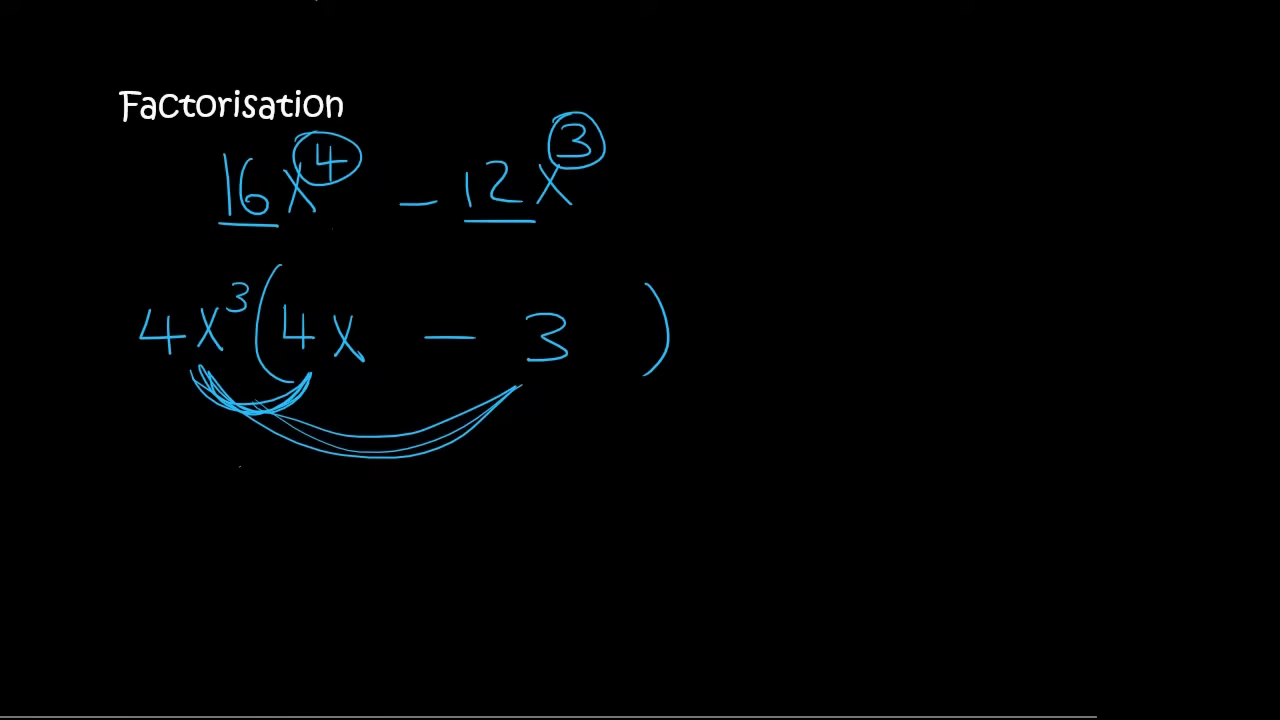 Factorisation
16x⁴ - 12x³
4x³(4x - 3)